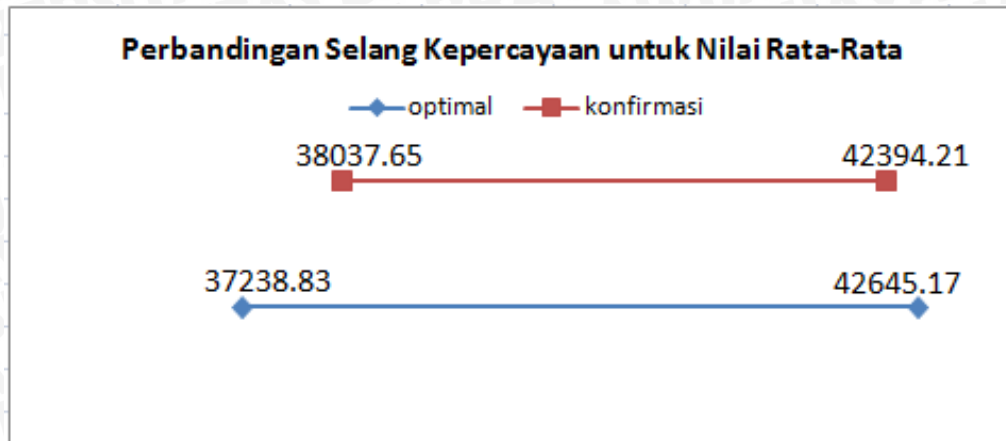 Perbandingan Selang Kepercayaan untuk Nilai Rata-Rata
optimal konfirmasi
38037.65 42394.21
37238.83 42645.17